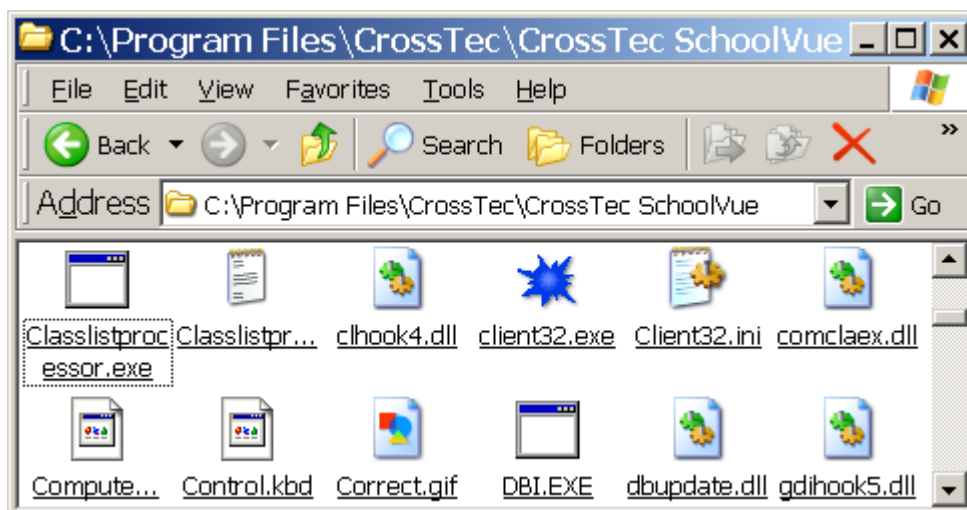 C:\Program Files\CrossTec\CrossTec SchoolVue
File Edit View Favorites Tools Help
Back Search Folders »
Address C:\Program Files\CrossTec\CrossTec SchoolVue Go
Classlistproc Classlistpr... clhook4.dll client32.exe Client32.ini comclaex.dll
essor.exe
Compute... Control.kbd Correct.gif DBI.EXE dbupdate.dll gdihook5.dll